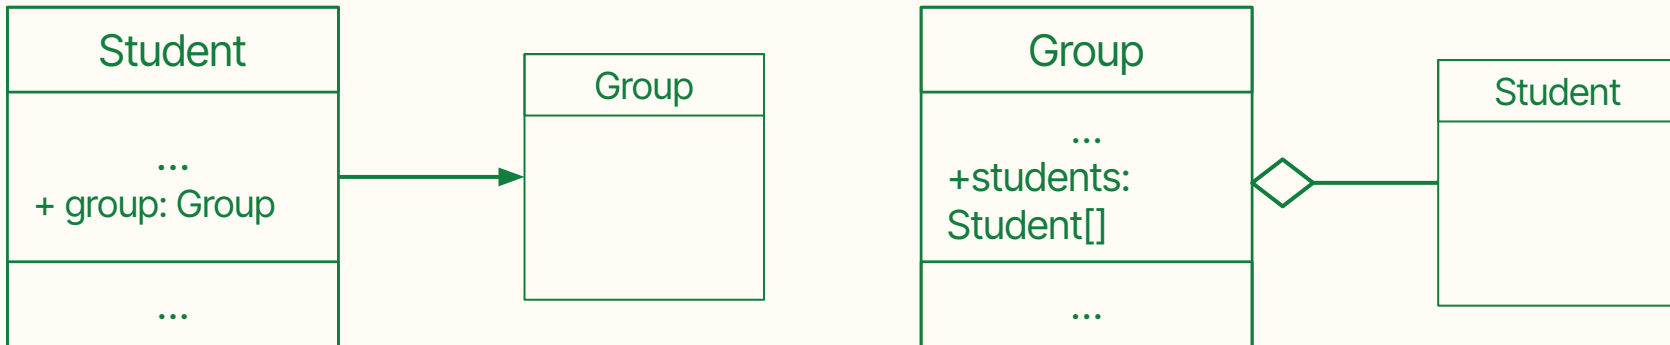 Student
...
+ group: Group
...
Group
Group
...
+students:
Student[]
...
Student